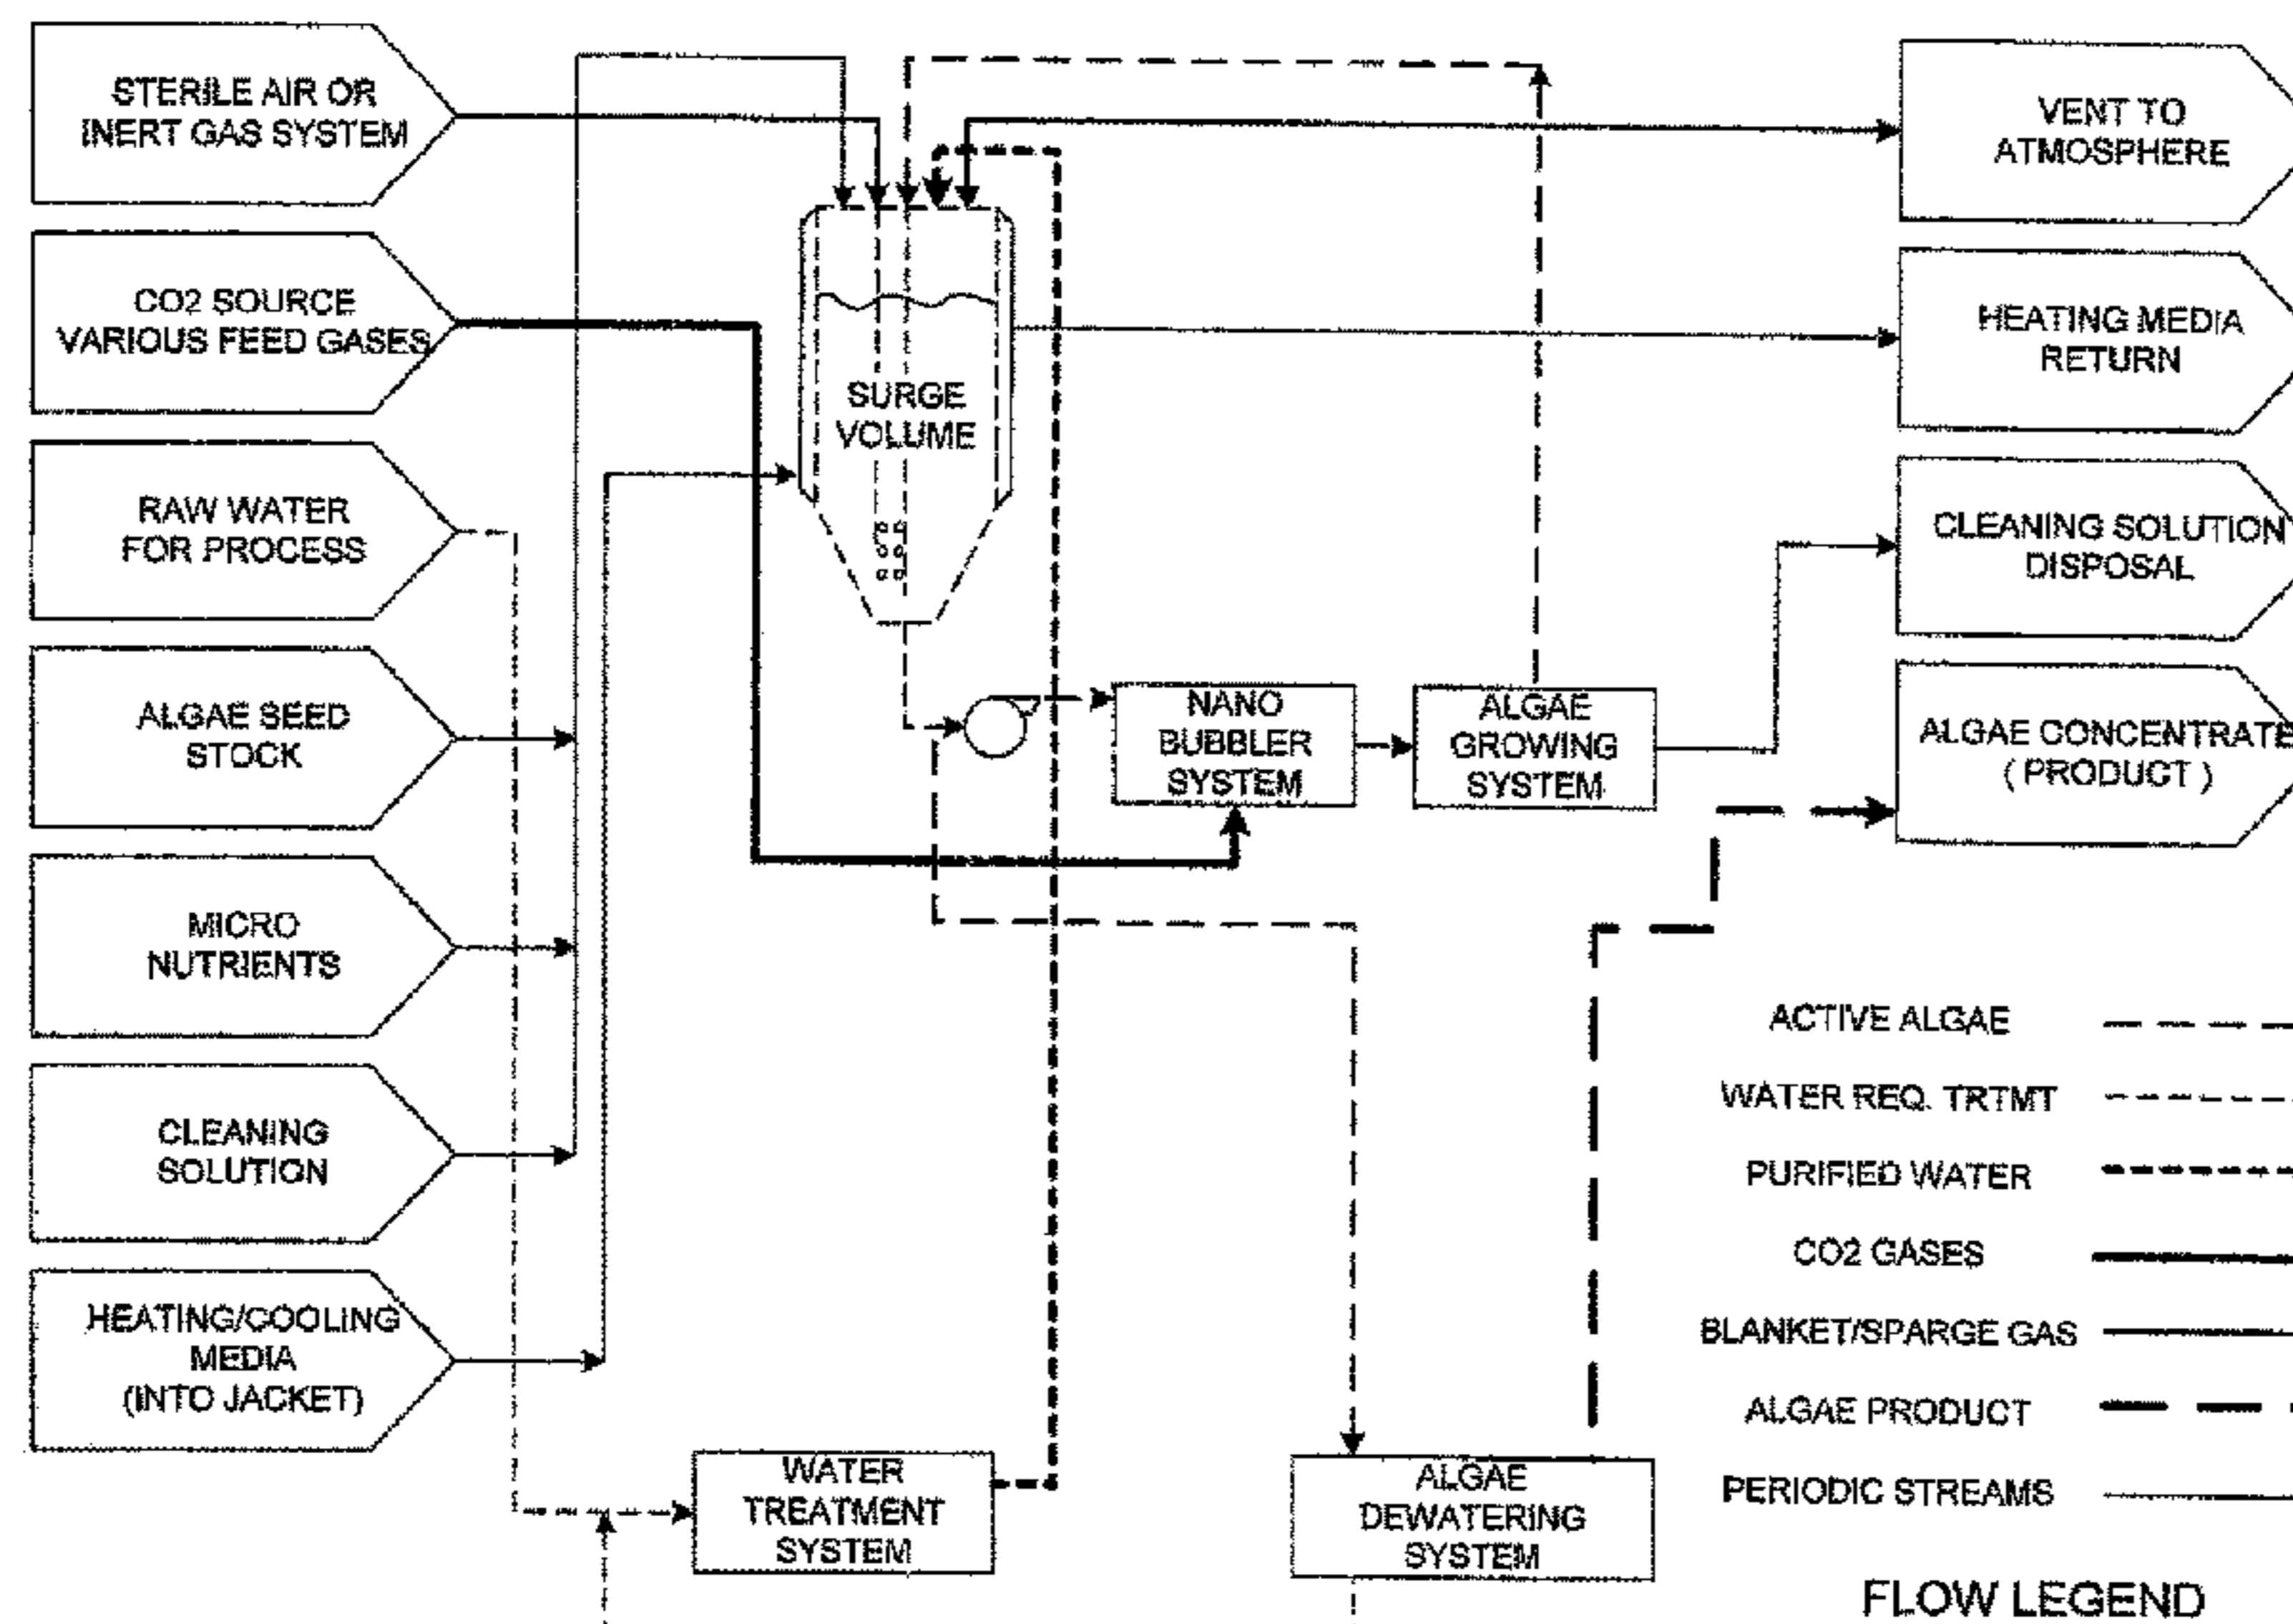 STERILE AIR OR
INERT GAS SYSTEM
CO2 SOURCE
VARIOUS FEED GASES
RAW WATER
FOR PROCESS
ALGAE SEED
STOCK
MICRO
NUTRIENTS
CLEANING
SOLUTION
HEATING/COOLING
MEDIA
(INTO JACKET)
SURGE
VOLUME
NANO
BUBBLER
SYSTEM
ALGAE
GROWING
SYSTEM
WATER
TREATMENT
SYSTEM
ALGAE
DEWATERING
SYSTEM
VENT TO
ATMOSPHERE
HEATING MEDIA
RETURN
CLEANING SOLUTION
DISPOSAL
ALGAE CONCENTRATE
( PRODUCT )
ACTIVE ALGAE
WATER REQ. TRTMT
PURIFIED WATER
CO2 GASES
BLANKET/SPARGE GAS
ALGAE PRODUCT
PERIODIC STREAMS
FLOW LEGEND